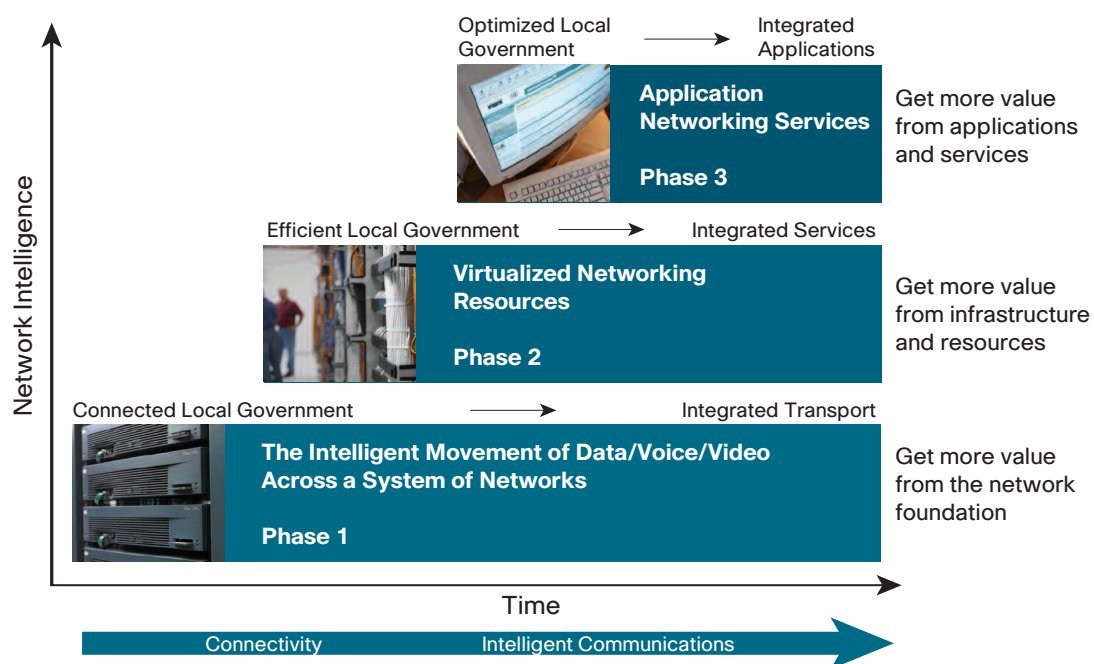 Optimized Local
Government
Integrated
Applications
Application
Networking Services
Phase 3
Get more value
from applications
and services
Efficient Local Government
Integrated Services
Virtualized Networking
Resources
Phase 2
Get more value
from infrastructure
and resources
Connected Local Government
Integrated Transport
The Intelligent Movement of Data/Voice/Video
Across a System of Networks
Phase 1
Get more value
from the network
foundation
Network Intelligence
Time
Connectivity
Intelligent Communications